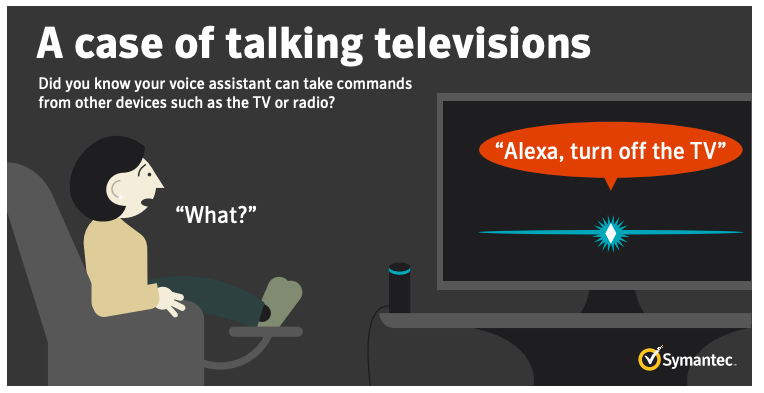 A case of talking televisions
Did you know your voice assistant can take commands
from other devices such as the TV or radio?
“Alexa, turn off the TV”
“What?”
Symantec™